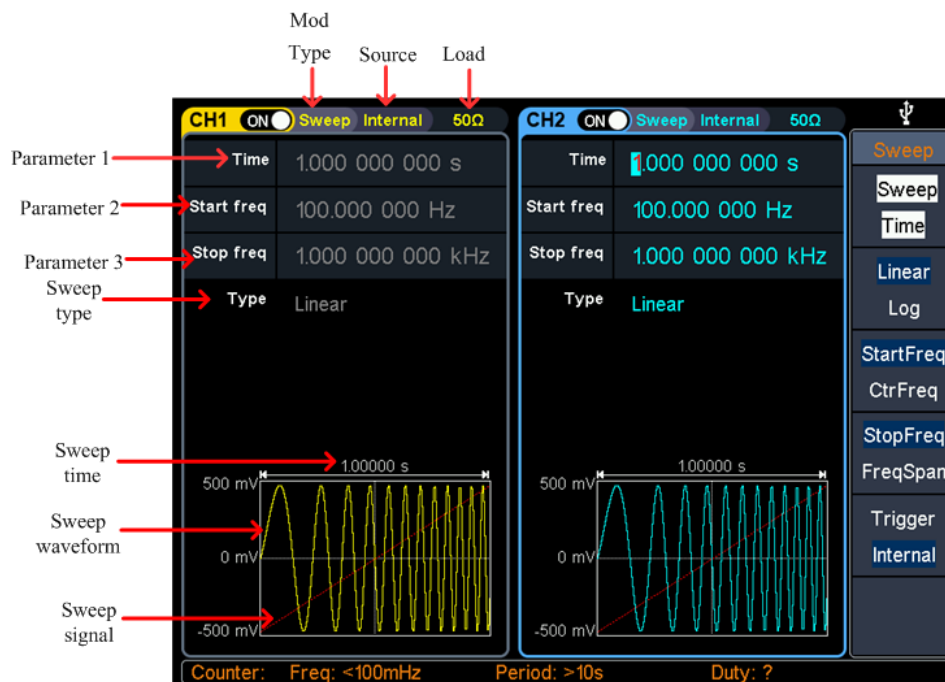 Mod
Type
Source
Load
CH1 ON Sweep Internal 50Ω
CH2 ON Sweep Internal 50Ω
Parameter 1
Time 1.000 000 000 s
Time 1.000 000 000 s
Sweep
Parameter 2
Start freq 100.000 000 Hz
Start freq 100.000 000 Hz
Sweep
Time
Parameter 3
Stop freq 1.000 000 000 kHz
Stop freq 1.000 000 000 kHz
Linear
Log
Sweep
type
Type Linear
Type Linear
StartFreq
CtrFreq
StopFreq
FreqSpan
Sweep
time
1.00000 s
1.00000 s
500 mV
500 mV
Trigger
Internal
Sweep
waveform
0 mV
0 mV
Sweep
signal
-500 mV
-500 mV
Counter: Freq: <100mHz Period: >10s Duty: ?